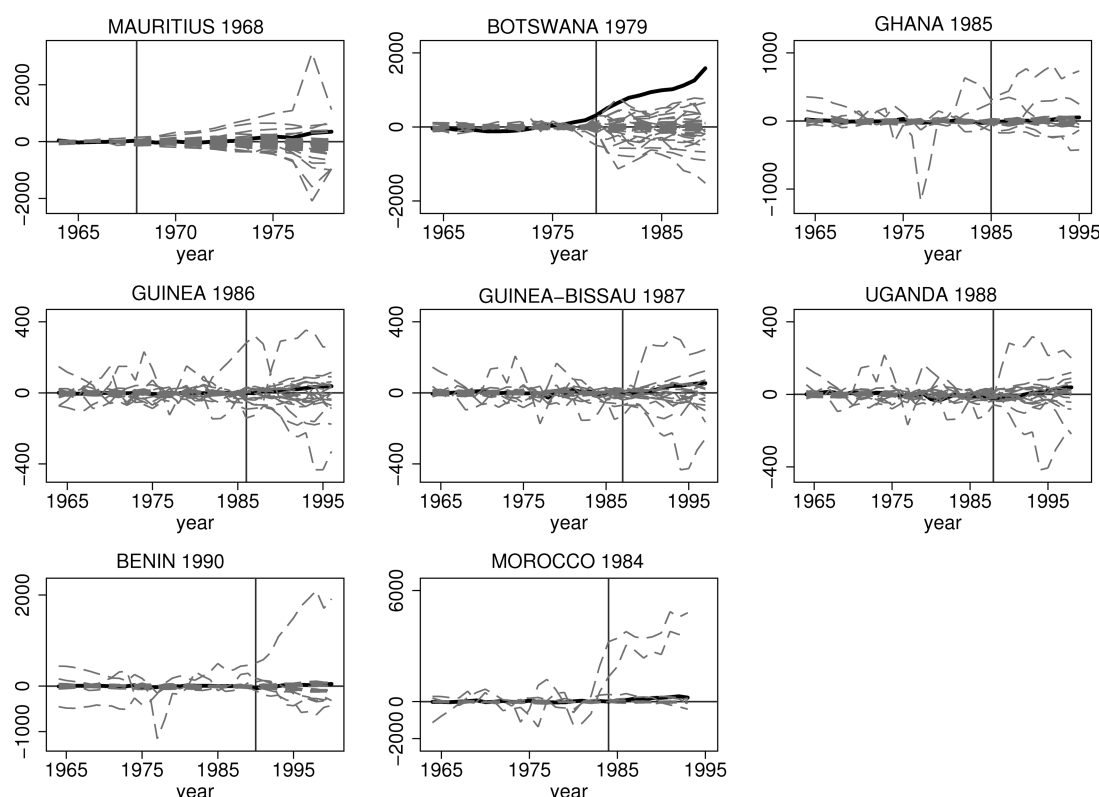 MAURITIUS 1968
2000
0
−2000
1965 1970 1975
year
BOTSWANA 1979
2000
0
−2000
1965 1975 1985
year
GHANA 1985
1000
0
−1000
1965 1975 1985 1995
year
GUINEA 1986
400
0
−400
1965 1975 1985 1995
year
GUINEA−BISSAU 1987
400
0
−400
1965 1975 1985 1995
year
UGANDA 1988
400
0
−400
1965 1975 1985 1995
year
BENIN 1990
2000
0
−1000
1965 1975 1985 1995
year
MOROCCO 1984
6000
0
−2000
1965 1975 1985 1995
year